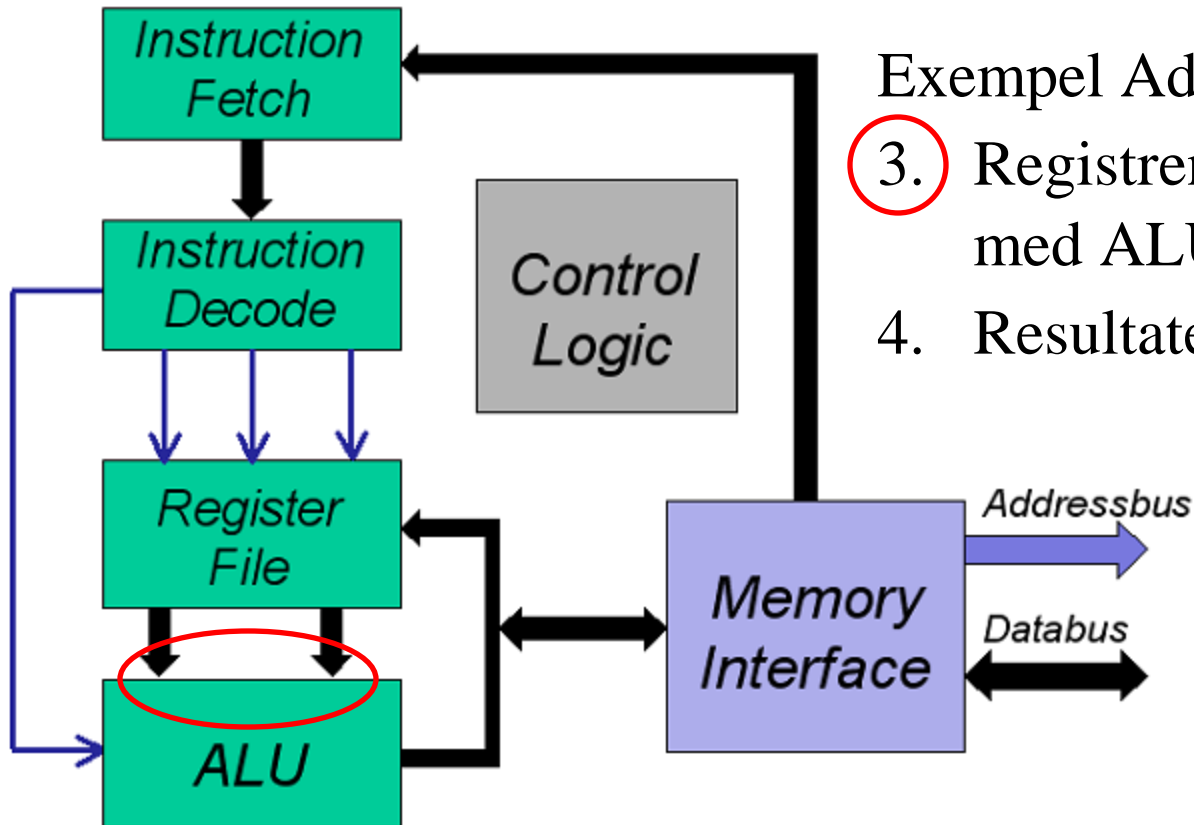 Instruction
Fetch
Instruction
Decode
Register
File
ALU
Control
Logic
Memory
Interface
Addressbus
Databus
Exempel Ad
3. Registrer
med ALU
4. Resultate